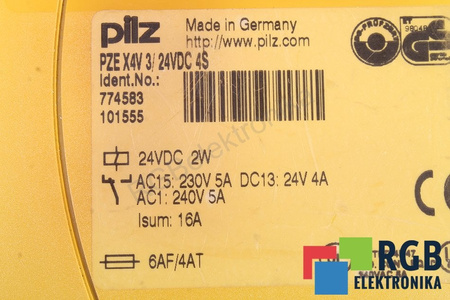 pilz
Made in Germany
http://www.pilz.com
PZE X4V 3/ 24VDC 4S
Ident.No.:
774583
101555
24VDC 2W
AC15: 230V 5A DC13: 24V 4A
AC1: 240V 5A
Isum: 16A
6AF/4AT
RGB
ELEKTRONIKA